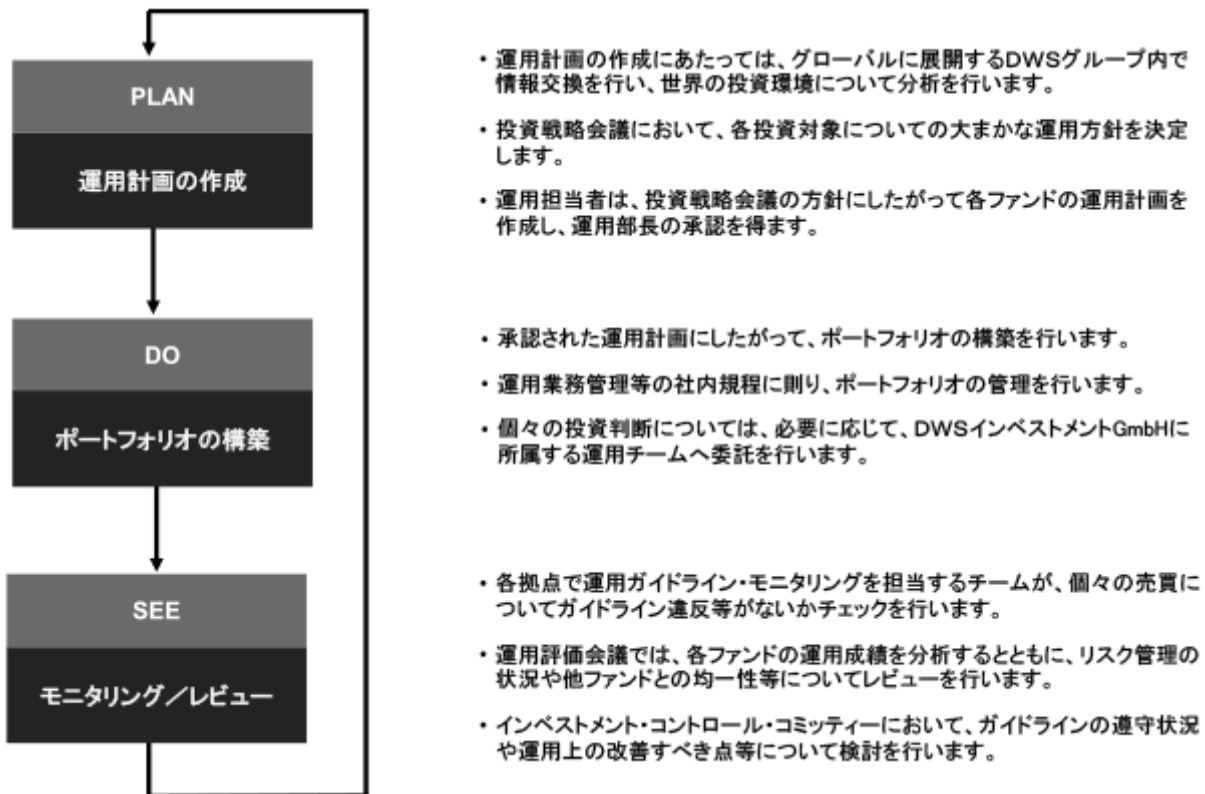 PLAN
運用計画の作成
・運用計画の作成にあたっては、グローバルに展開するDWSグループ内で
情報交換を行い、世界の投資環境について分析を行います。
・投資戦略会議において、各投資対象についての大まかな運用方針を決定
します。
・運用担当者は、投資戦略会議の方針にしたがって各ファンドの運用計画を
作成し、運用部長の承認を得ます。
DO
ポートフォリオの構築
・承認された運用計画にしたがって、ポートフォリオの構築を行います。
・運用業務管理等の社内規程に則り、ポートフォリオの管理を行います。
・個々の投資判断については、必要に応じて、DWSインベストメントGmbHに
所属する運用チームへ委託を行います。
SEE
モニタリング／レビュー
・各拠点で運用ガイドライン・モニタリングを担当するチームが、個々の売買に
ついてガイドライン違反等がないかチェックを行います。
・運用評価会議では、各ファンドの運用成績を分析するとともに、リスク管理の
状況や他ファンドとの均一性等についてレビューを行います。
・インベストメント・コントロール・コミッティーにおいて、ガイドラインの遵守状況
や運用上の改善すべき点等について検討を行います。